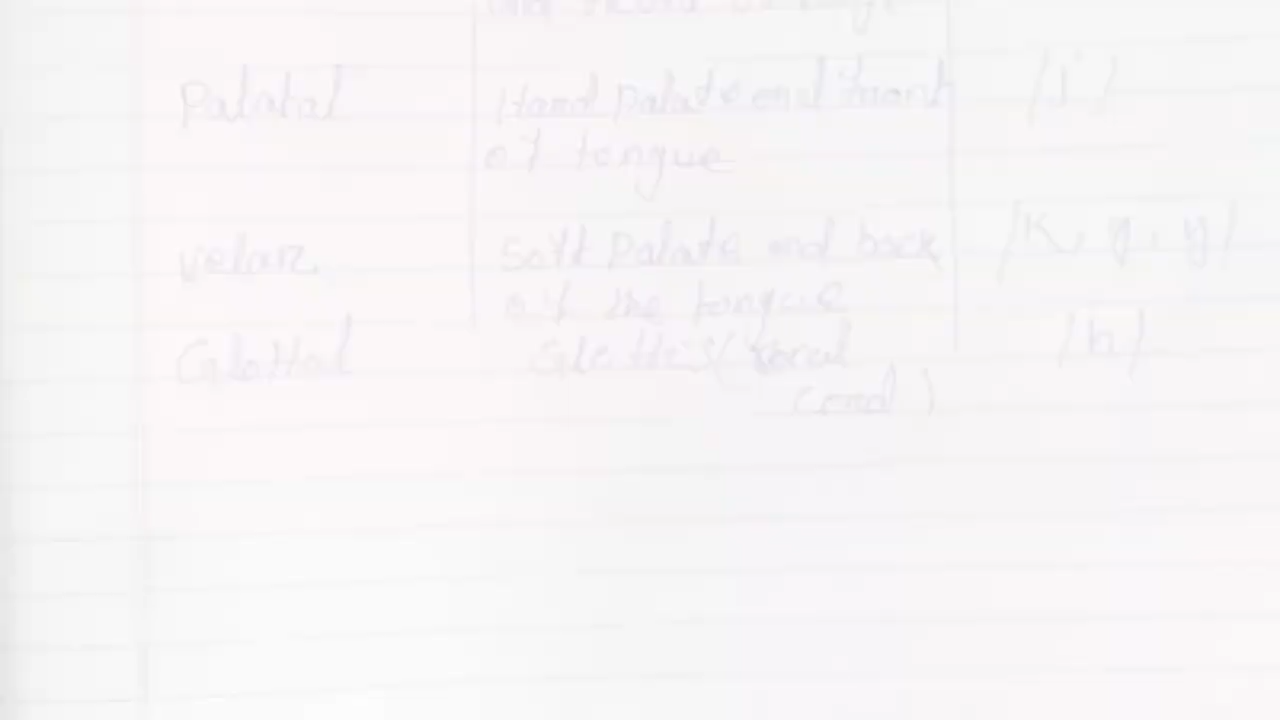 Palatal Hard palate and front /j/
of tongue
velar. soft palate and back /k, g, ŋ/
of the tongue
Glottal Glottis (vocal /h/
cord)